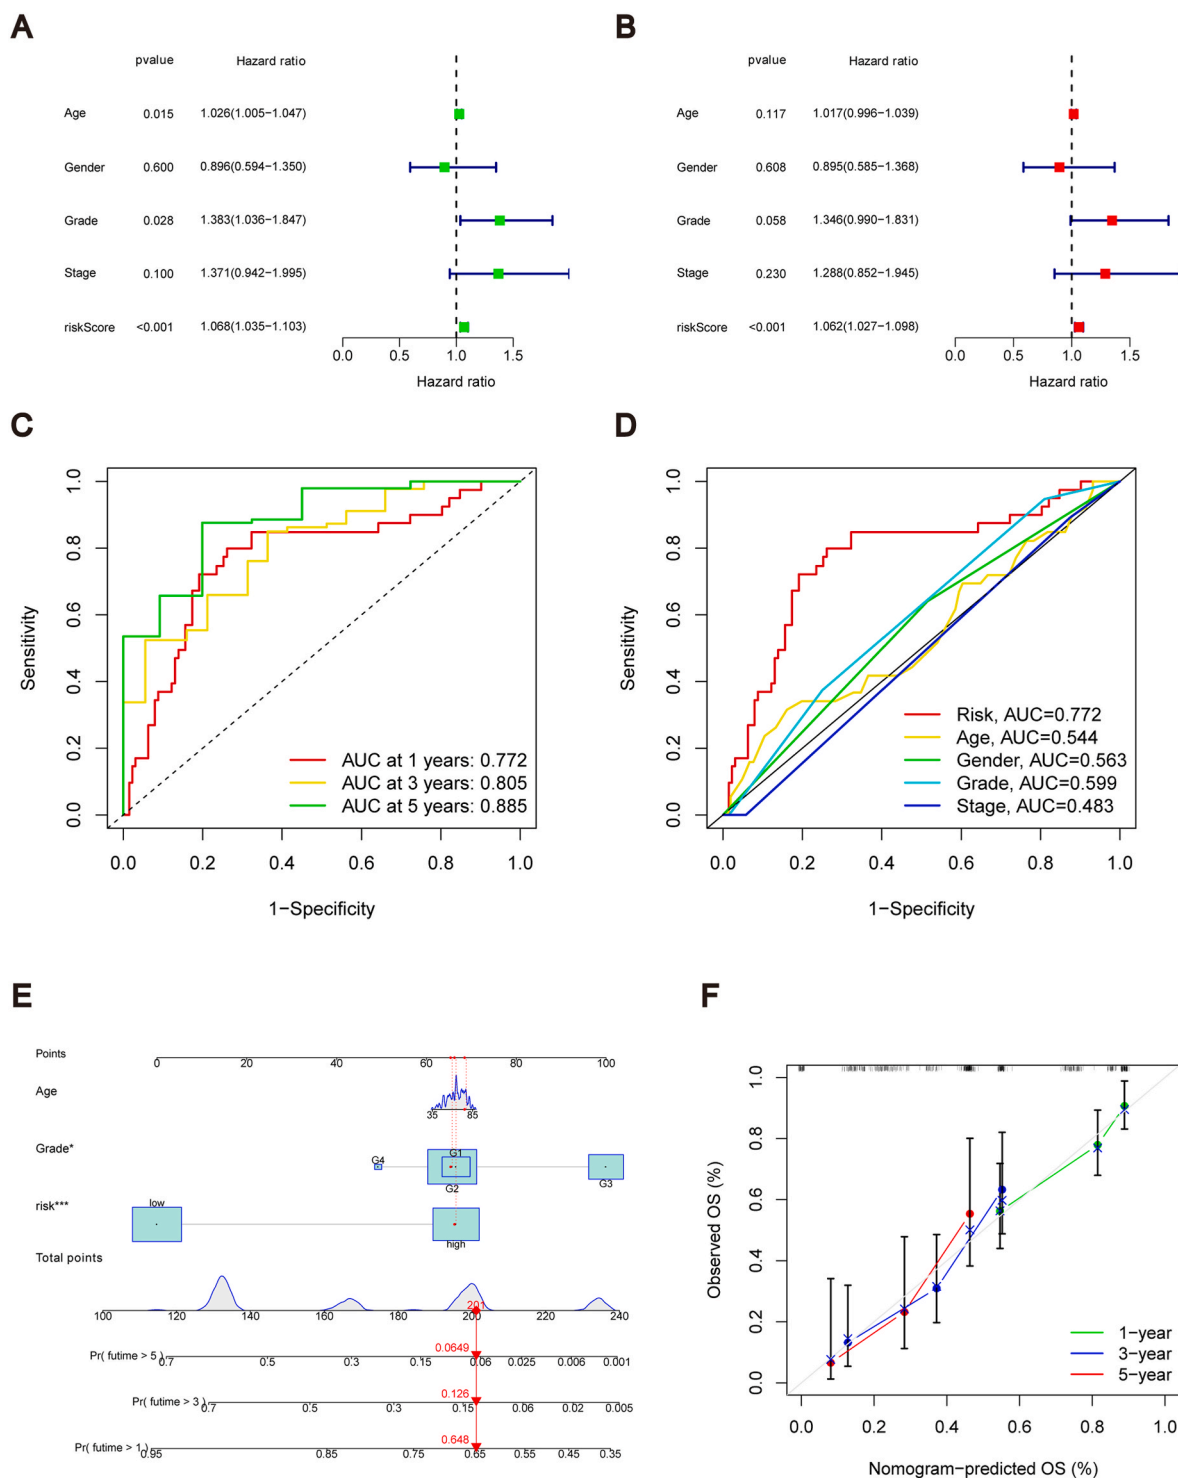 A
pvalue Hazard ratio
Age 0.015 1.026(1.005−1.047)
Gender 0.600 0.896(0.594−1.350)
Grade 0.028 1.383(1.036−1.847)
Stage 0.100 1.371(0.942−1.995)
riskScore <0.001 1.068(1.035−1.103)
0.0 0.5 1.0 1.5
Hazard ratio
B
pvalue Hazard ratio
Age 0.117 1.017(0.996−1.039)
Gender 0.608 0.895(0.585−1.368)
Grade 0.058 1.346(0.990−1.831)
Stage 0.230 1.288(0.852−1.945)
riskScore <0.001 1.062(1.027−1.098)
0.0 0.5 1.0 1.5
Hazard ratio
C
Sensitivity
1.0
0.8
0.6
0.4
0.2
0.0
AUC at 1 years: 0.772
AUC at 3 years: 0.805
AUC at 5 years: 0.885
0.0 0.2 0.4 0.6 0.8 1.0
1−Specificity
D
Sensitivity
1.0
0.8
0.6
0.4
0.2
0.0
Risk, AUC=0.772
Age, AUC=0.544
Gender, AUC=0.563
Grade, AUC=0.599
Stage, AUC=0.483
0.0 0.2 0.4 0.6 0.8 1.0
1−Specificity
E
Points
0 20 40 60 80 100
Age
35 85
Grade*
G4 G1
G2 G3
risk***
low
high
Total points
201
100 120 140 160 180 200 220 240
0.0649
Pr( futime > 5 )
0.7 0.5 0.3 0.15 0.06 0.025 0.006 0.001
0.126
Pr( futime > 3 )
0.7 0.5 0.3 0.15 0.06 0.02 0.005
0.648
Pr( futime > 1 )
0.95 0.85 0.75 0.65 0.55 0.45 0.35
F
Observed OS (%)
1.0
0.8
0.6
0.4
0.2
0.0
1−year
3−year
5−year
0.0 0.2 0.4 0.6 0.8 1.0
Nomogram−predicted OS (%)